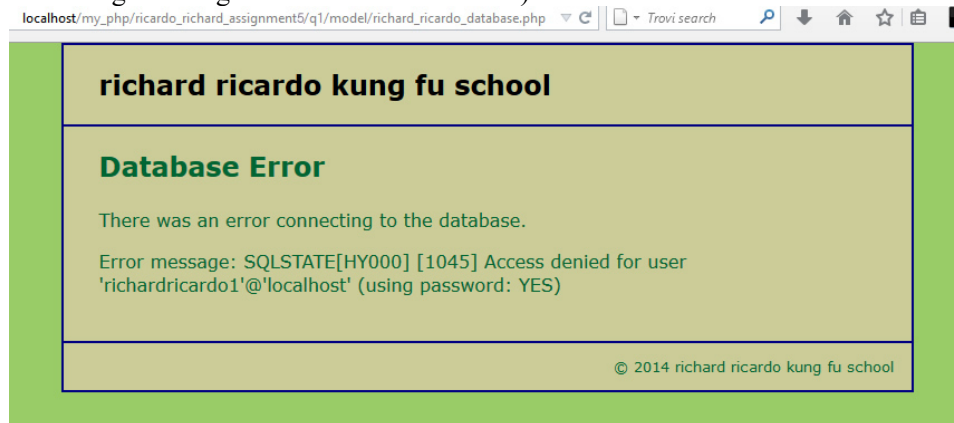 localhost/my_php/ricardo_richard_assignment5/q1/model/richard_ricardo_database.php Trovi search
richard ricardo kung fu school
Database Error
There was an error connecting to the database.
Error message: SQLSTATE[HY000] [1045] Access denied for user
'richardricardo1'@'localhost' (using password: YES)
© 2014 richard ricardo kung fu school